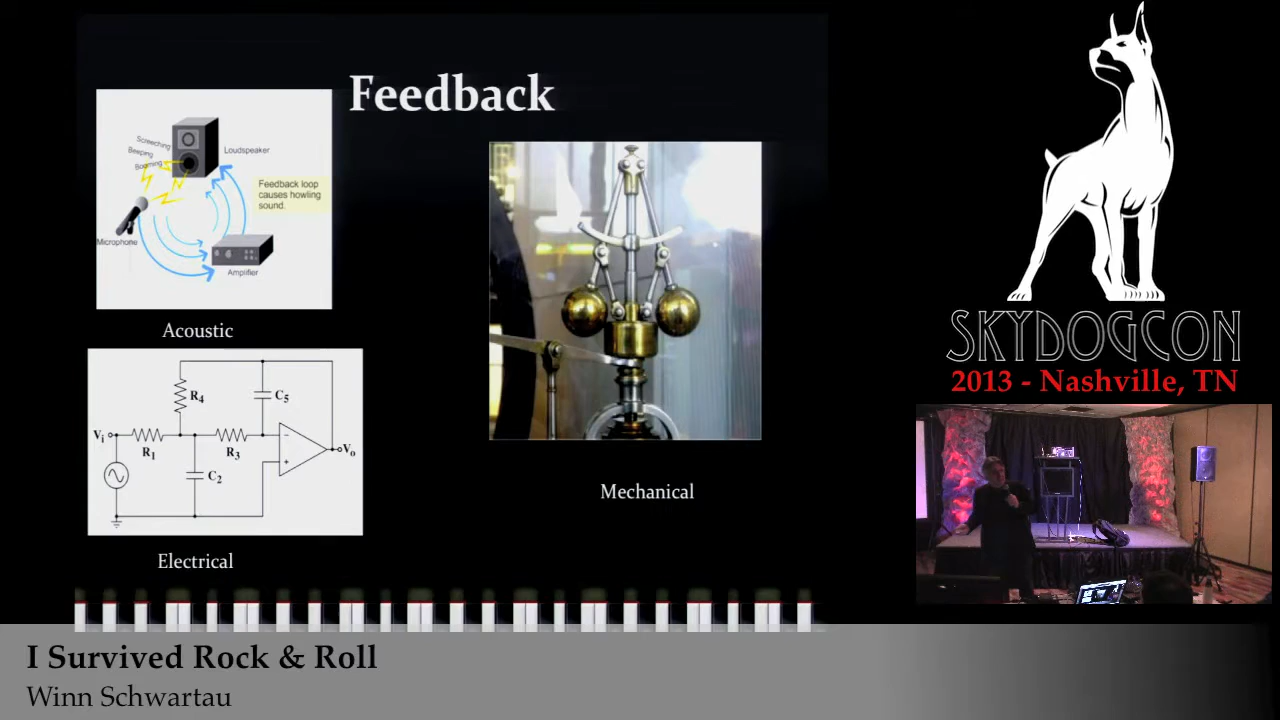 Feedback
Screeching
Beeping
Booming
Loudspeaker
Feedback loop
causes howling
sound.
Microphone
Amplifier
Acoustic
R4
C5
Vi
R1
R3
C2
Vo
-
+
Electrical
Mechanical
SKYDOGCON
2013 - Nashville, TN
I Survived Rock & Roll
Winn Schwartau